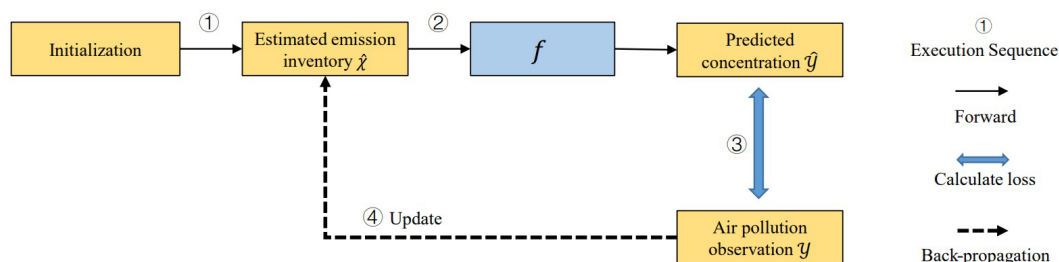 ①
②
①
Initialization
Estimated emission
inventory χ̂
f
Predicted
concentration ŷ
Execution Sequence
Forward
③
Calculate loss
④ Update
Air pollution
observation y
Back-propagation